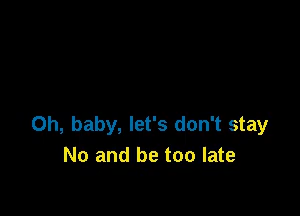 Oh, baby, let's don't stay
No and be too late